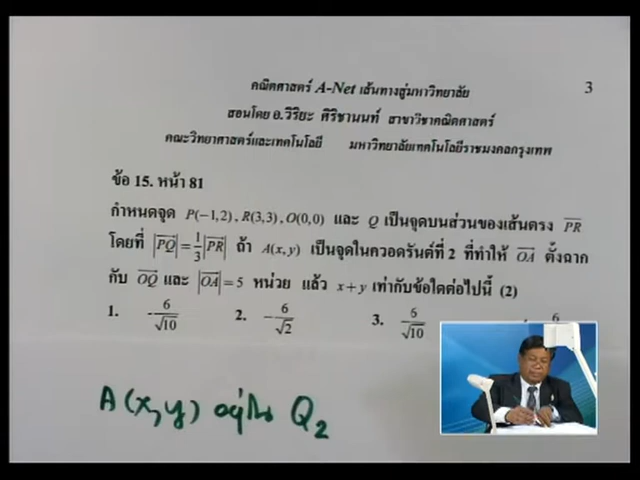 คณิตศาสตร์ A-Net เส้นทางสู่มหาวิทยาลัย
3
สอนโดย อ.วิริยะ ศิริชานนท์ สาขาวิชาคณิตศาสตร์
คณะวิทยาศาสตร์และเทคโนโลยี มหาวิทยาลัยเทคโนโลยีราชมงคลกรุงเทพ
ข้อ 15. หน้า 81
กำหนดจุด P(−1,2) , R(3,3) , O(0,0) และ Q เป็นจุดบนส่วนของเส้นตรง PR
โดยที่ |PQ| = 1/3 |PR| ถ้า A(x,y) เป็นจุดในควอดรันต์ที่ 2 ที่ทำให้ OA ตั้งฉาก
กับ OQ และ |OA| = 5 หน่วย แล้ว x+y เท่ากับข้อใดต่อไปนี้ (2)
1. -6/√10 2. -6/√2 3. 6/√10 6
A(x,y) อยู่ใน Q2